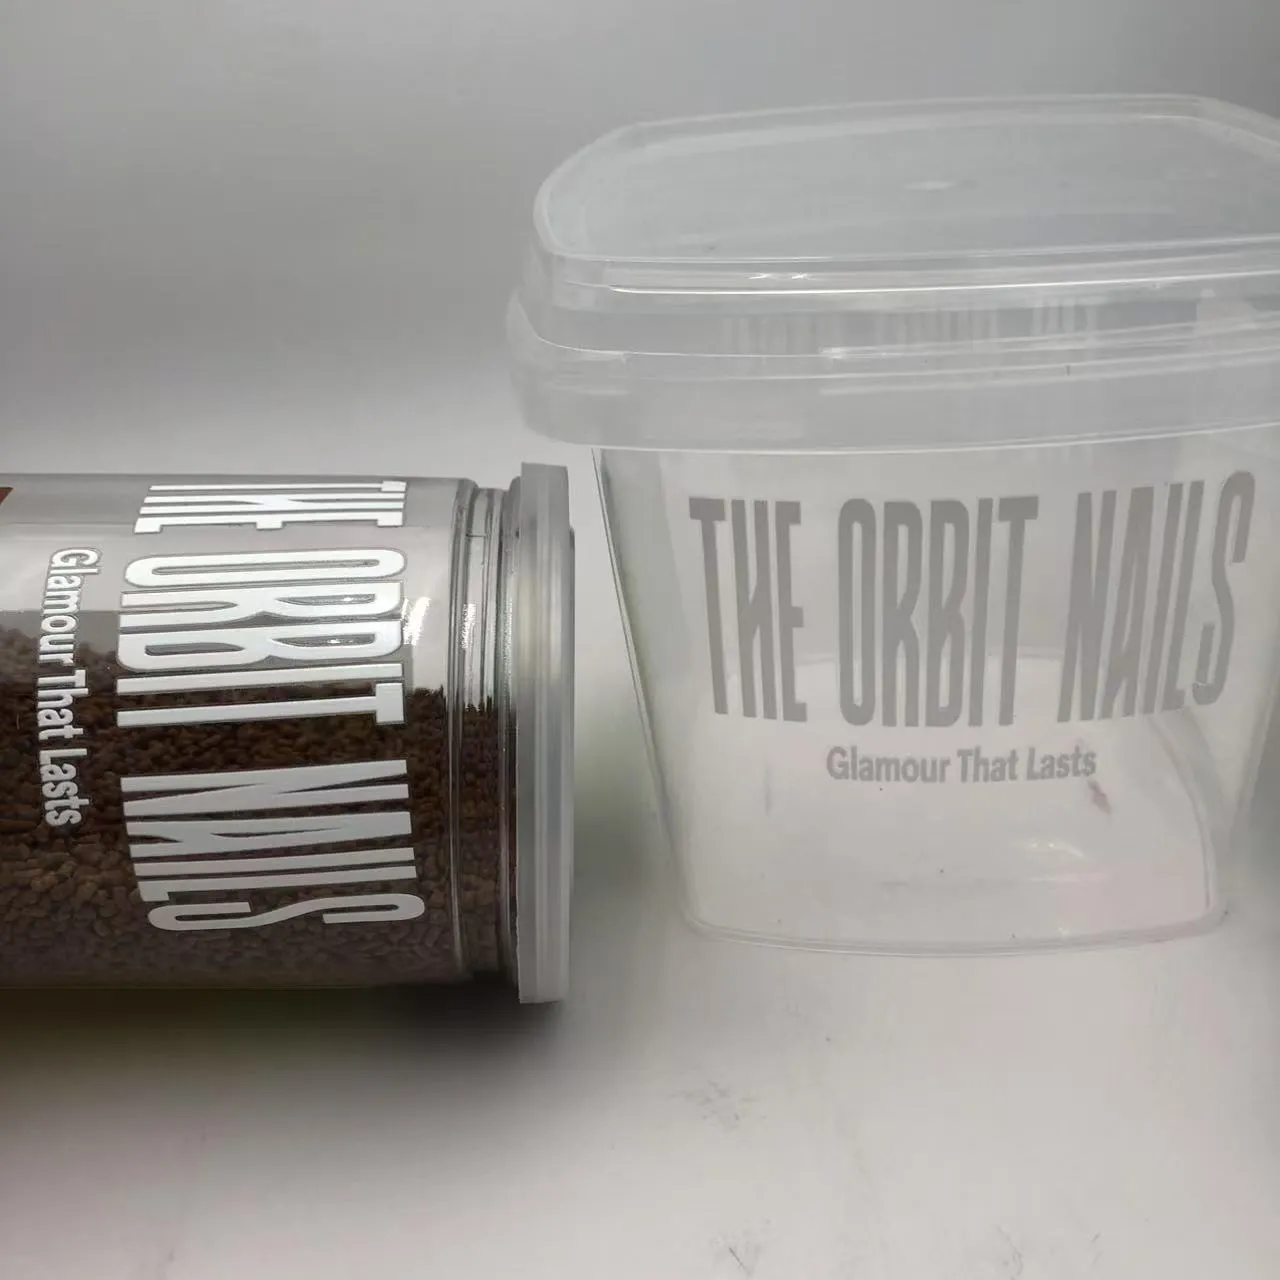 THE ORBIT NAILS
Glamour That Lasts
THE ORBIT NAILS
Glamour That Lasts